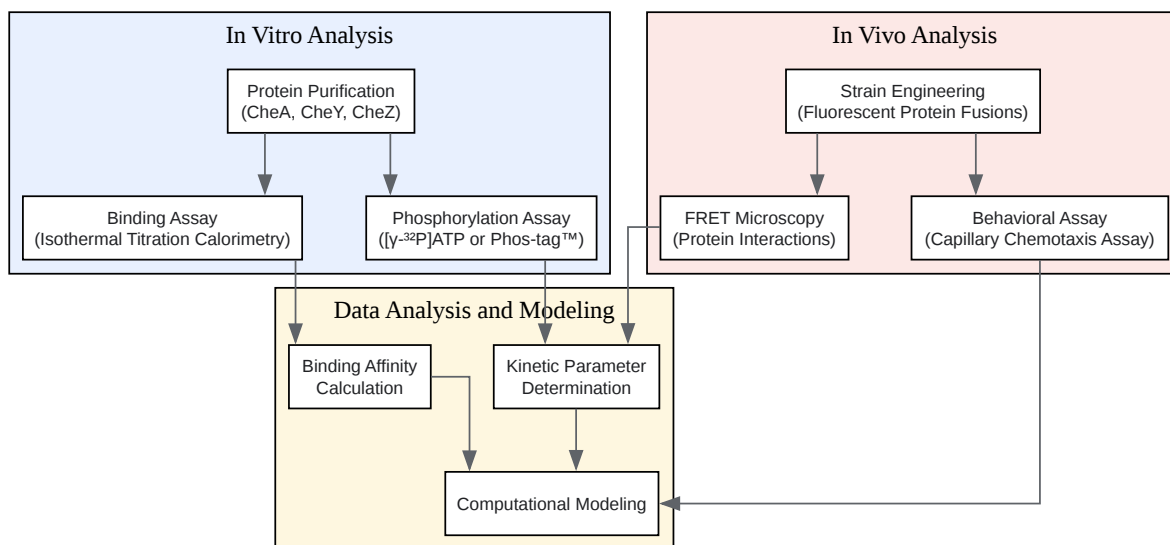 In Vitro Analysis
Protein Purification
(CheA, CheY, CheZ)
Binding Assay
(Isothermal Titration Calorimetry)
Phosphorylation Assay
([γ-³²P]ATP or Phos-tag™)
In Vivo Analysis
Strain Engineering
(Fluorescent Protein Fusions)
FRET Microscopy
(Protein Interactions)
Behavioral Assay
(Capillary Chemotaxis Assay)
Data Analysis and Modeling
Binding Affinity
Calculation
Kinetic Parameter
Determination
Computational Modeling